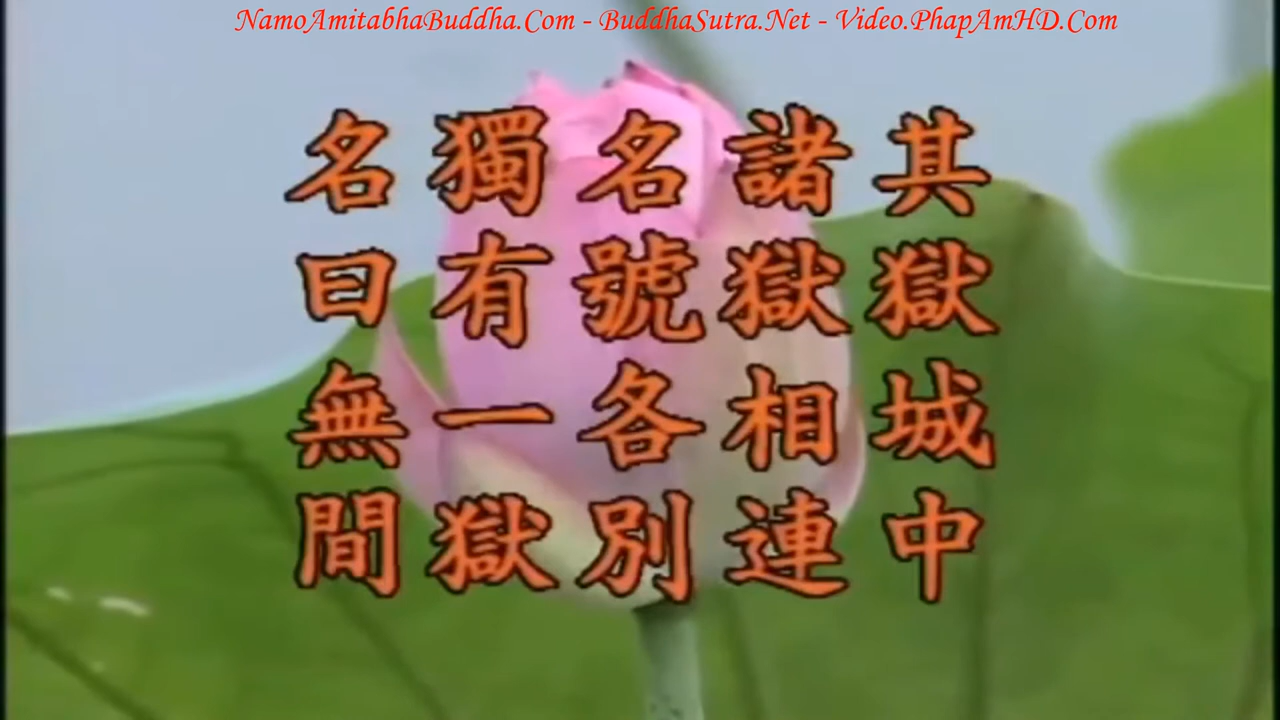 NamoAmitabhaBuddha.Com - BuddhaSutra.Net - Video.PhapAmHD.Com
其獄城中
諸獄相連
名號各別
獨有一獄
名曰無間